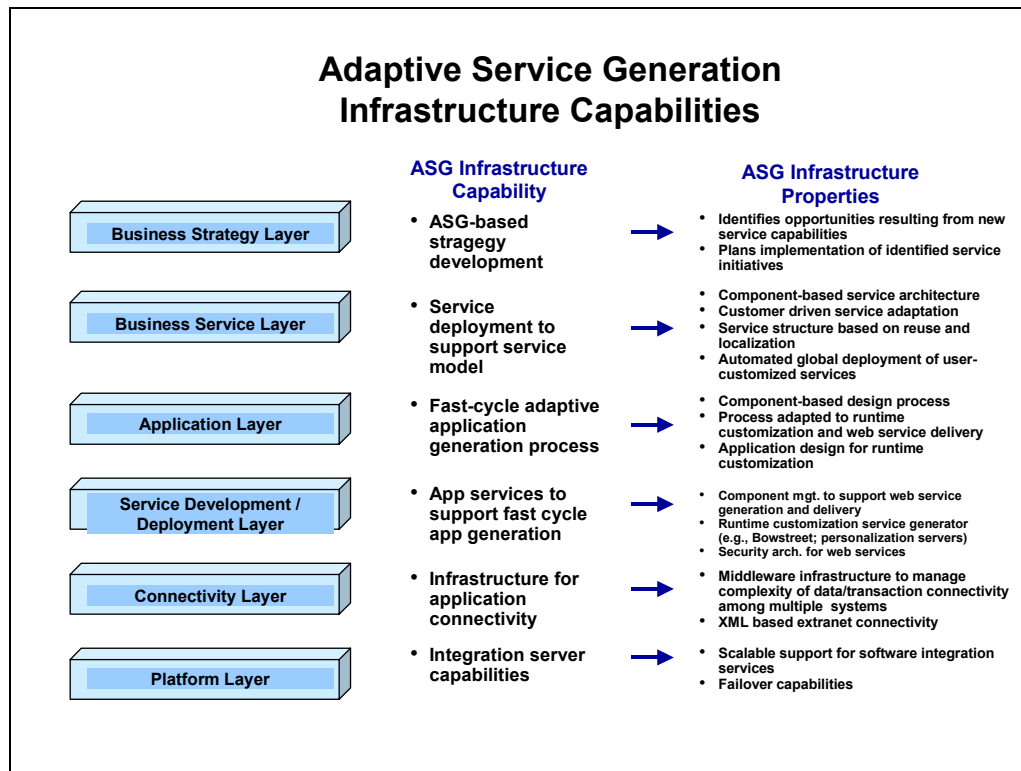 Adaptive Service Generation
Infrastructure Capabilities
ASG Infrastructure
Capability
ASG Infrastructure
Properties
Business Strategy Layer
• ASG-based
stragegy
development
• Identifies opportunities resulting from new
service capabilities
• Plans implementation of identified service
initiatives
Business Service Layer
• Service
deployment to
support service
model
• Component-based service architecture
• Customer driven service adaptation
• Service structure based on reuse and
localization
• Automated global deployment of user-
customized services
Application Layer
• Fast-cycle adaptive
application
generation process
• Component-based design process
• Process adapted to runtime
customization and web service delivery
• Application design for runtime
customization
Service Development /
Deployment Layer
• App services to
support fast cycle
app generation
• Component mgt. to support web service
generation and delivery
• Runtime customization service generator
(e.g., Bowstreet; personalization servers)
• Security arch. for web services
Connectivity Layer
• Infrastructure for
application
connectivity
• Middleware infrastructure to manage
complexity of data/transaction connectivity
among multiple systems
• XML based extranet connectivity
Platform Layer
• Integration server
capabilities
• Scalable support for software integration
services
• Failover capabilities